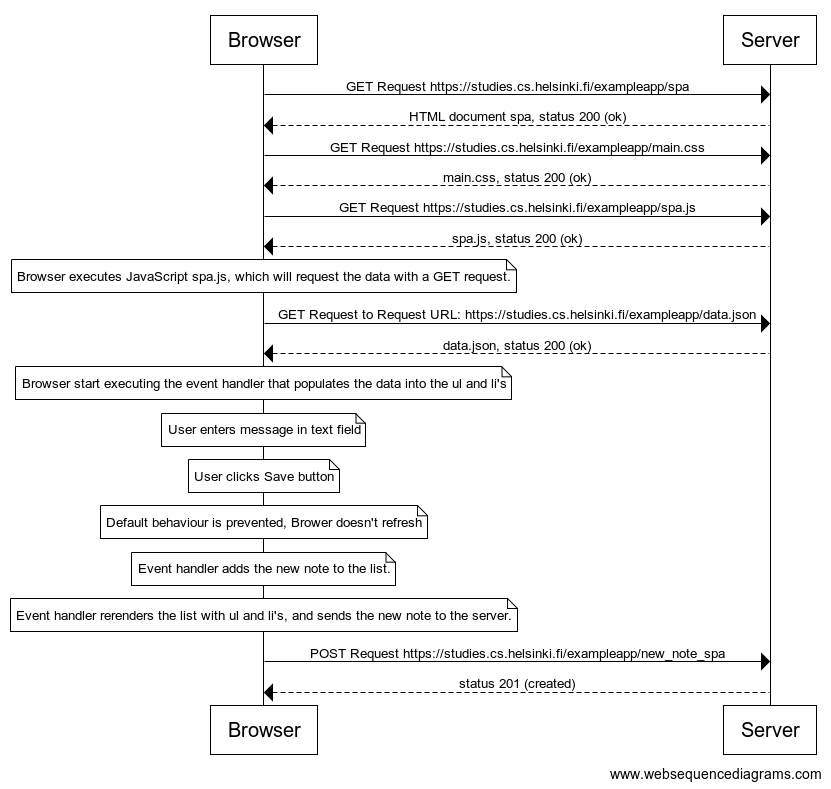 Browser
Server
GET Request https://studies.cs.helsinki.fi/exampleapp/spa
HTML document spa, status 200 (ok)
GET Request https://studies.cs.helsinki.fi/exampleapp/main.css
main.css, status 200 (ok)
GET Request https://studies.cs.helsinki.fi/exampleapp/spa.js
spa.js, status 200 (ok)
Browser executes JavaScript spa.js, which will request the data with a GET request.
GET Request to Request URL: https://studies.cs.helsinki.fi/exampleapp/data.json
data.json, status 200 (ok)
Browser start executing the event handler that populates the data into the ul and li's
User enters message in text field
User clicks Save button
Default behaviour is prevented, Brower doesn't refresh
Event handler adds the new note to the list.
Event handler rerenders the list with ul and li's, and sends the new note to the server.
POST Request https://studies.cs.helsinki.fi/exampleapp/new_note_spa
status 201 (created)
Browser
Server
www.websequencediagrams.com